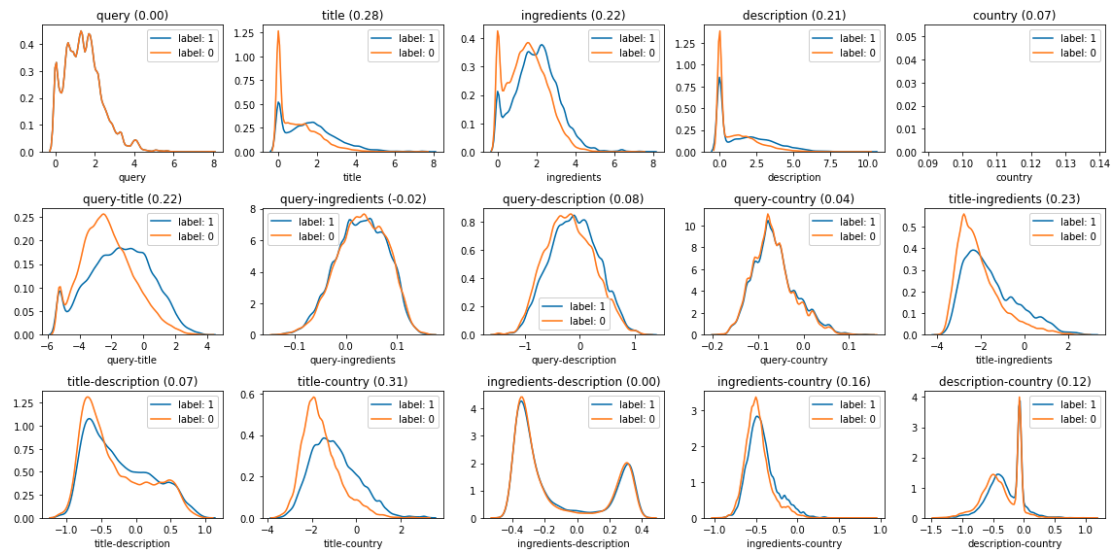 query (0.00)
title (0.28)
ingredients (0.22)
description (0.21)
country (0.07)
0.4
0.3
0.2
0.1
0.0
label: 1
label: 0
0 2 4 6 8
query
1.25
1.00
0.75
0.50
0.25
0.00
label: 1
label: 0
0 2 4 6 8
title
0.4
0.3
0.2
0.1
0.0
label: 1
label: 0
0 2 4 6 8
ingredients
1.25
1.00
0.75
0.50
0.25
0.00
label: 1
label: 0
0.0 2.5 5.0 7.5 10.0
description
0.05
0.04
0.03
0.02
0.01
0.00
label: 1
label: 0
0.09 0.10 0.11 0.12 0.13 0.14
country
query-title (0.22)
query-ingredients (-0.02)
query-description (0.08)
query-country (0.04)
title-ingredients (0.23)
0.25
0.20
0.15
0.10
0.05
0.00
label: 1
label: 0
−6 −4 −2 0 2 4
query-title
8
6
4
2
0
label: 1
label: 0
−0.1 0.0 0.1
query-ingredients
0.8
0.6
0.4
0.2
0.0
label: 1
label: 0
−1 0 1
query-description
10
8
6
4
2
0
label: 1
label: 0
−0.2 −0.1 0.0 0.1
query-country
0.5
0.4
0.3
0.2
0.1
0.0
label: 1
label: 0
−4 −2 0 2
title-ingredients
title-description (0.07)
title-country (0.31)
ingredients-description (0.00)
ingredients-country (0.16)
description-country (0.12)
1.25
1.00
0.75
0.50
0.25
0.00
label: 1
label: 0
−1.0 −0.5 0.0 0.5 1.0
title-description
0.6
0.4
0.2
0.0
label: 1
label: 0
−4 −2 0 2
title-country
4
3
2
1
0
label: 1
label: 0
−0.4 −0.2 0.0 0.2 0.4
ingredients-description
3
2
1
0
label: 1
label: 0
−1.0 −0.5 0.0 0.5 1.0
ingredients-country
4
3
2
1
0
label: 1
label: 0
−1.5 −1.0 −0.5 0.0 0.5 1.0
description-country